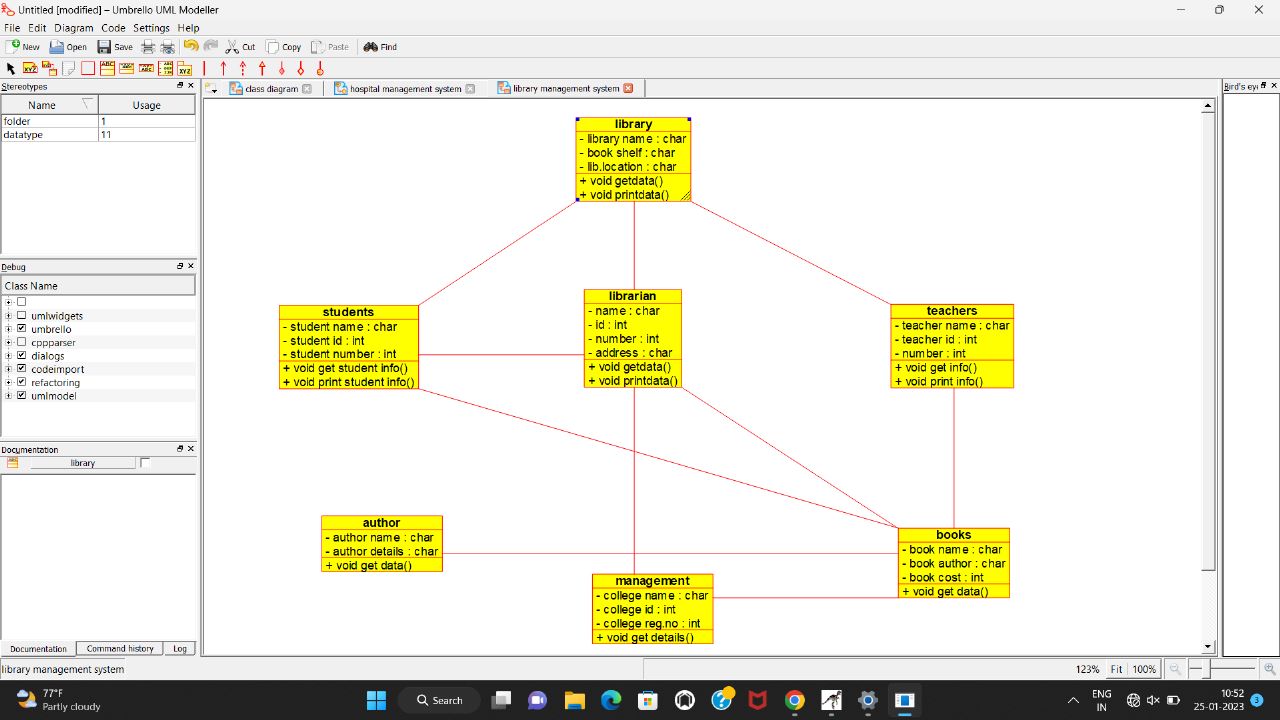 Untitled [modified] – Umbrello UML Modeller
File Edit Diagram Code Settings Help
New Open Save Cut Copy Paste Find
Stereotypes
Name Usage
folder 1
datatype 11
Debug
Class Name
umlwidgets
umbrello
cppparser
dialogs
codeimport
refactoring
umlmodel
Documentation
library
Documentation Command history Log
class diagram hospital management system library management system
Bird's eye
library
- library name : char
- book shelf : char
- lib.location : char
+ void getdata()
+ void printdata()
students
- student name : char
- student id : int
- student number : int
+ void get student info()
+ void print student info()
librarian
- name : char
- id : int
- number : int
- address : char
+ void getdata()
+ void printdata()
teachers
- teacher name : char
- teacher id : int
- number : int
+ void get info()
+ void print info()
author
- author name : char
- author details : char
+ void get data()
management
- college name : char
- college id : int
- college reg.no : int
+ void get details()
books
- book name : char
- book author : char
- book cost : int
+ void get data()
library management system
123% Fit 100%
77°F
Partly cloudy
Search
ENG
IN
10:52
25-01-2023
3